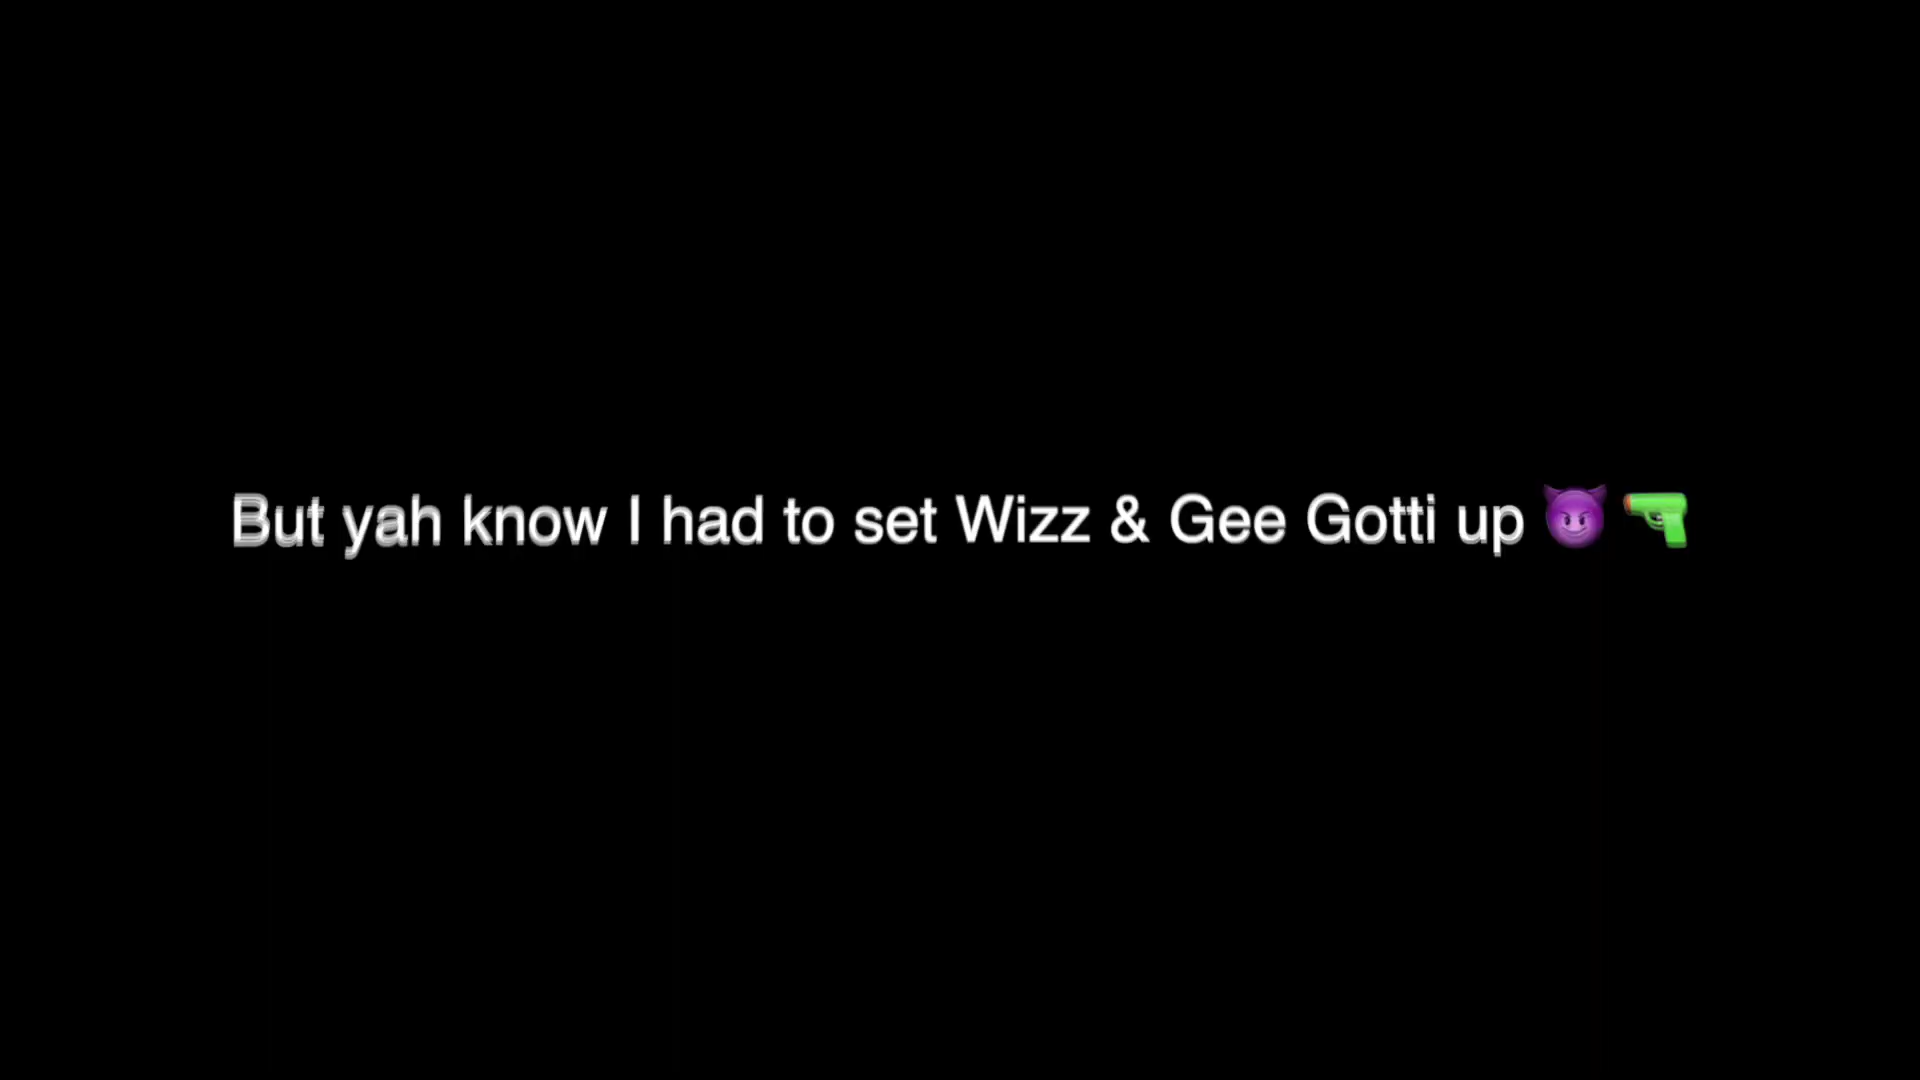 But yah know I had to set Wizz & Gee Gotti up 😈🔫